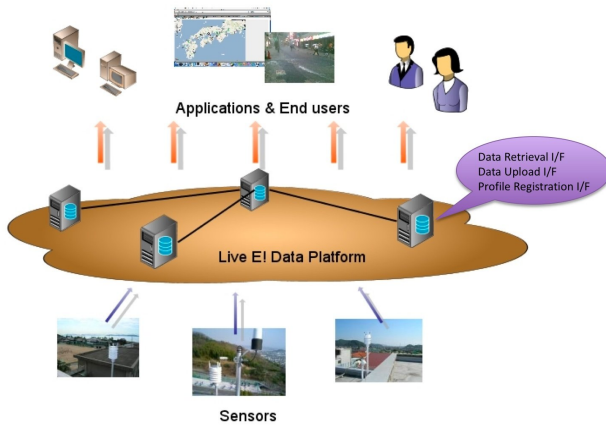 Applications & End users
Data Retrieval I/F
Data Upload I/F
Profile Registration I/F
Live E! Data Platform
Sensors